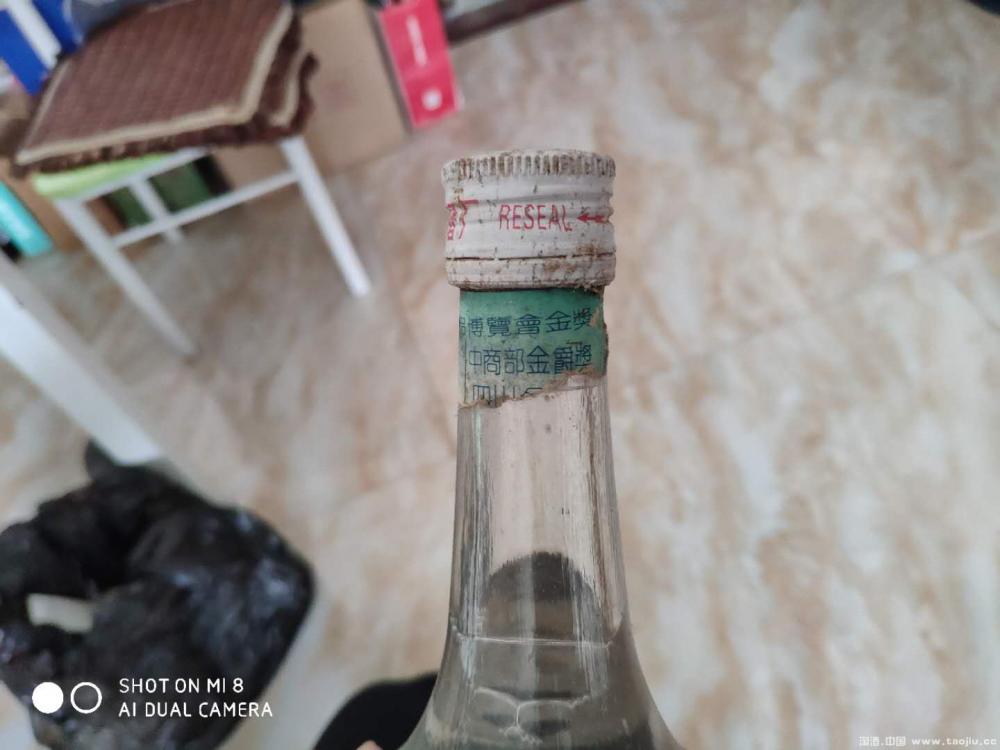 RESEAL
博覽會金獎
中商部金爵獎
SHOT ON MI 8
AI DUAL CAMERA
淘酒.中国 www.taojiu.cc